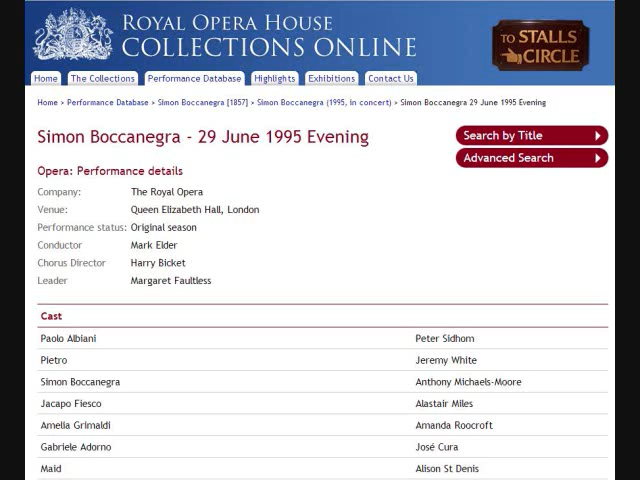 ROYAL OPERA HOUSE
COLLECTIONS ONLINE
TO STALLS
CIRCLE
Home The Collections Performance Database Highlights Exhibitions Contact Us
Home > Performance Database > Simon Boccanegra [1857] > Simon Boccanegra (1995, In concert) > Simon Boccanegra 29 June 1995 Evening
Simon Boccanegra - 29 June 1995 Evening
Search by Title
Advanced Search
Opera: Performance details
Company: The Royal Opera
Venue: Queen Elizabeth Hall, London
Performance status: Original season
Conductor Mark Elder
Chorus Director Harry Bicket
Leader Margaret Faultless
Cast
Paolo Albiani Peter Sidhom
Pietro Jeremy White
Simon Boccanegra Anthony Michaels-Moore
Jacapo Fiesco Alastair Miles
Amelia Grimaldi Amanda Roocroft
Gabriele Adorno José Cura
Maid Alison St Denis